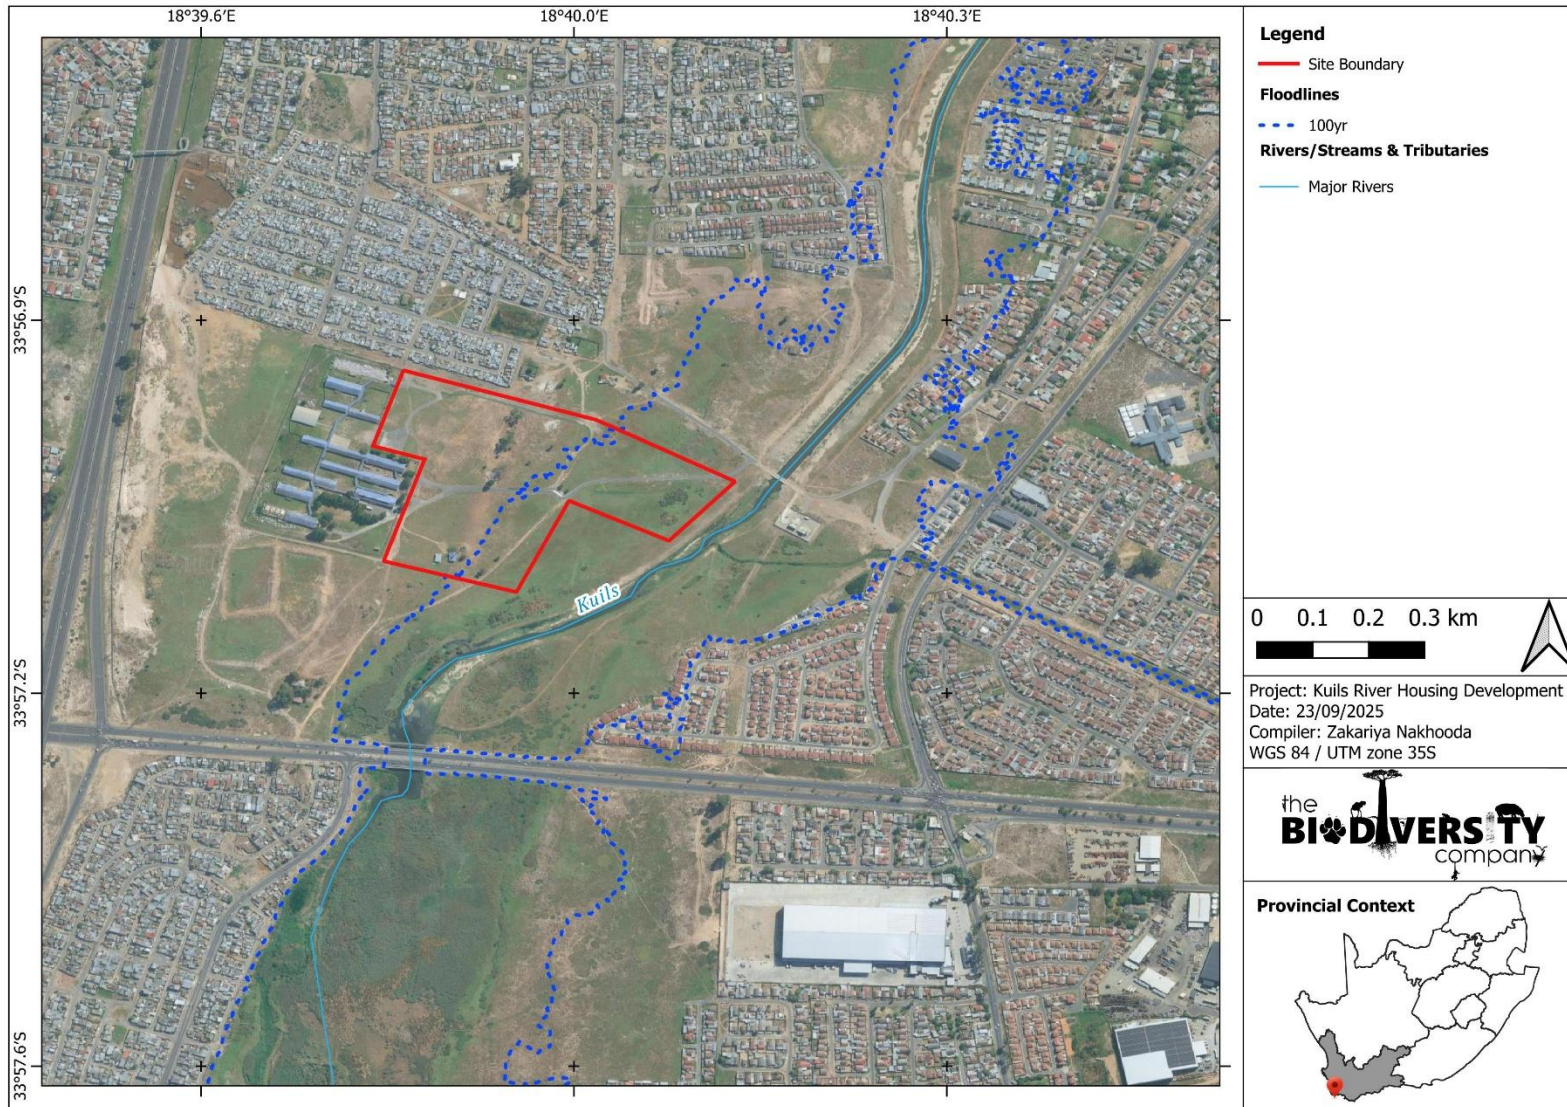 18°39.6′E 18°40.0′E 18°40.3′E
33°56.9′S
33°57.2′S
33°57.6′S
Kuils
Legend
Site Boundary
Floodlines
100yr
Rivers/Streams & Tributaries
Major Rivers
0 0.1 0.2 0.3 km
Project: Kuils River Housing Development
Date: 23/09/2025
Compiler: Zakariya Nakhooda
WGS 84 / UTM zone 35S
the
BIODIVERSITY
company
Provincial Context